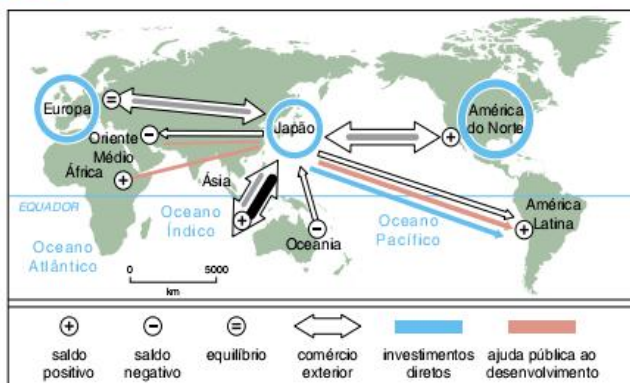 Europa
Oriente
Médio
África
Ásia
Japão
América
do Norte
EQUADOR
Oceano
Índico
Oceania
Oceano
Pacífico
América
Latina
Oceano
Atlântico
0 5000
km
saldo
positivo
saldo
negativo
equilíbrio
comércio
exterior
investimentos
diretos
ajuda pública ao
desenvolvimento